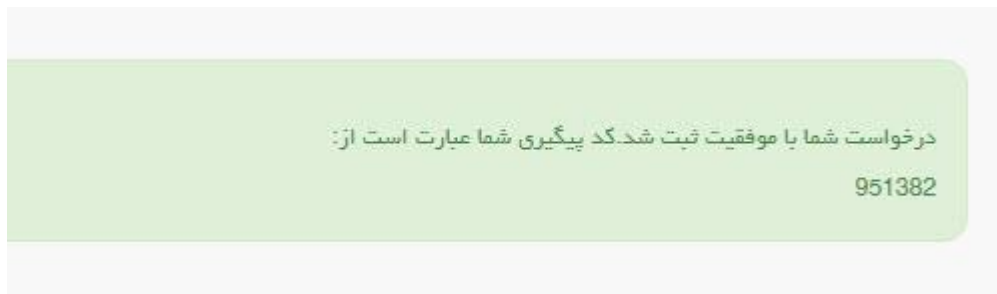 درخواست شما با موفقیت ثبت شد.کد پیگیری شما عبارت است از:
951382